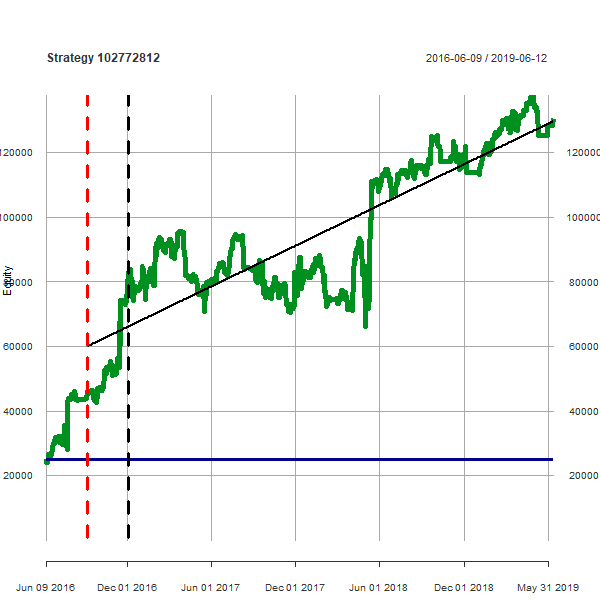 Strategy 102772812
2016-06-09 / 2019-06-12
120000
120000
100000
100000
Equity
80000
80000
60000
60000
40000
40000
20000
20000
Jun 09 2016
Dec 01 2016
Jun 01 2017
Dec 01 2017
Jun 01 2018
Dec 01 2018
May 31 2019